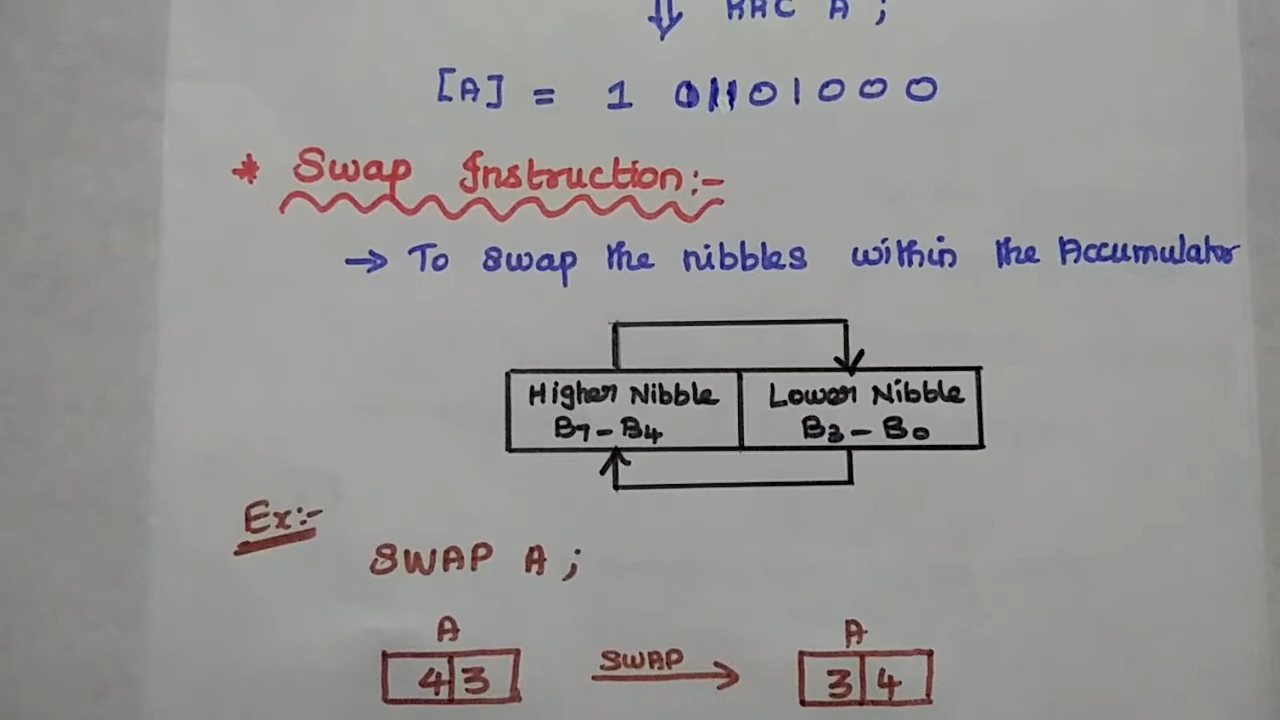 ⇓ RRC A ;
[A] = 1 01101000
* Swap Instruction:-
→ To swap the nibbles within the Accumulator
Higher Nibble Lower Nibble
B7 - B4 B3 - B0
Ex:-
SWAP A ;
A A
4 3 SWAP 3 4